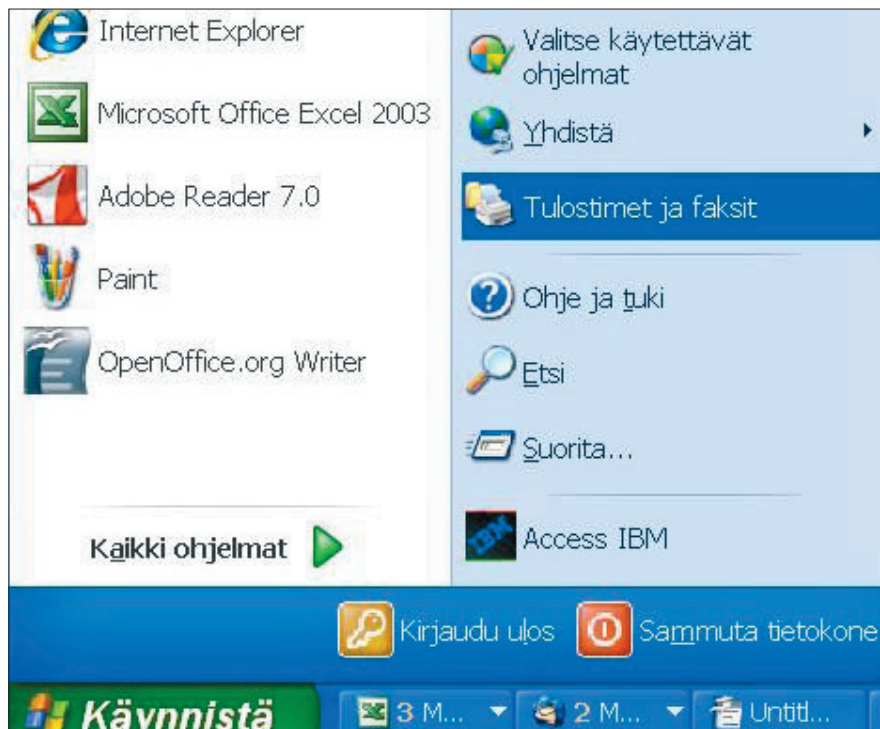 Internet Explorer
Microsoft Office Excel 2003
Adobe Reader 7.0
Paint
OpenOffice.org Writer
Kaikki ohjelmat
Valitse käytettävät
ohjelmat
Yhdistä
Tulostimet ja faksit
Ohje ja tuki
Etsi
Suorita...
IBM
Access IBM
Kirjaudu ulos
Sammuta tietokone
Käynnistä
3 M...
2 M...
Untitl...